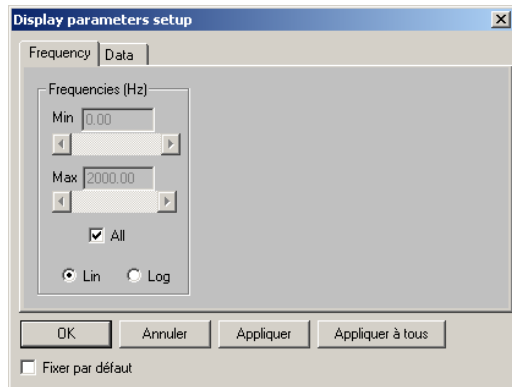 Display parameters setup
Frequency Data
Frequencies (Hz)
Min 0.00
Max 2000.00
All
Lin Log
OK Annuler Appliquer Appliquer à tous
Fixer par défaut